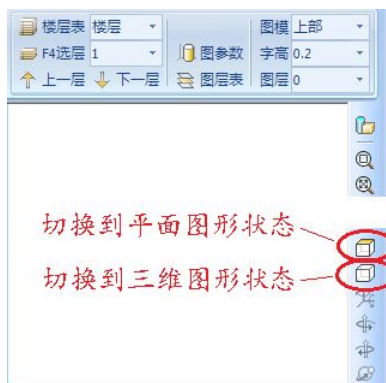 楼层表 楼层 图模 上部
F4选层 1 图参数 字高 0.2
上一层 下一层 图层表 图层 0
切换到平面图形状态
切换到三维图形状态